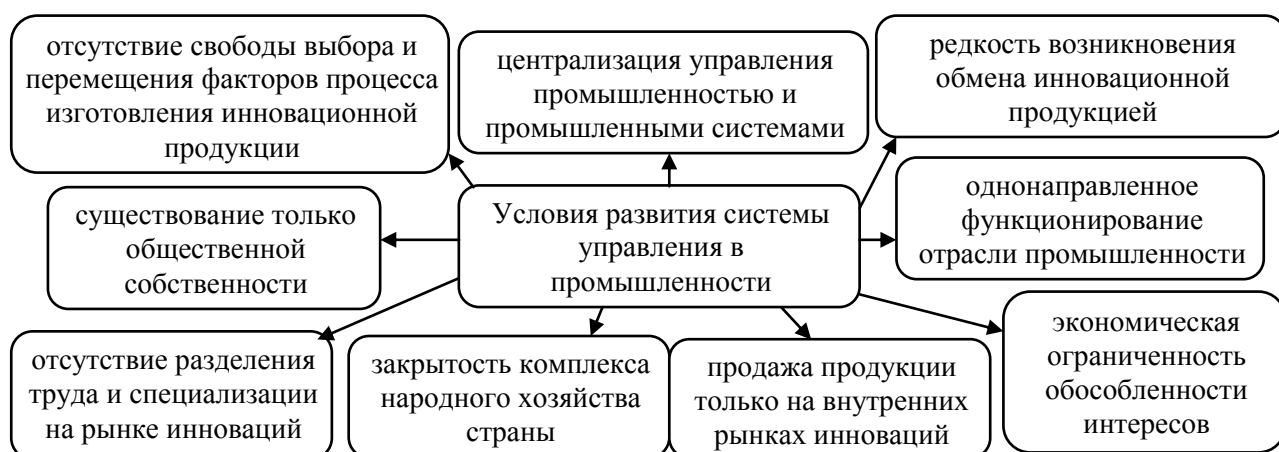 отсутствие свободы выбора и
перемещения факторов процесса
изготовления инновационной
продукции
централизация управления
промышленностью и
промышленными системами
редкость возникновения
обмена инновационной
продукцией
существование только
общественной
собственности
Условия развития системы
управления в
промышленности
однонаправленное
функционирование
отрасли промышленности
отсутствие разделения
труда и специализации
на рынке инноваций
закрытость комплекса
народного хозяйства
страны
продажа продукции
только на внутренних
рынках инноваций
экономическая
ограниченность
обособленности
интересов